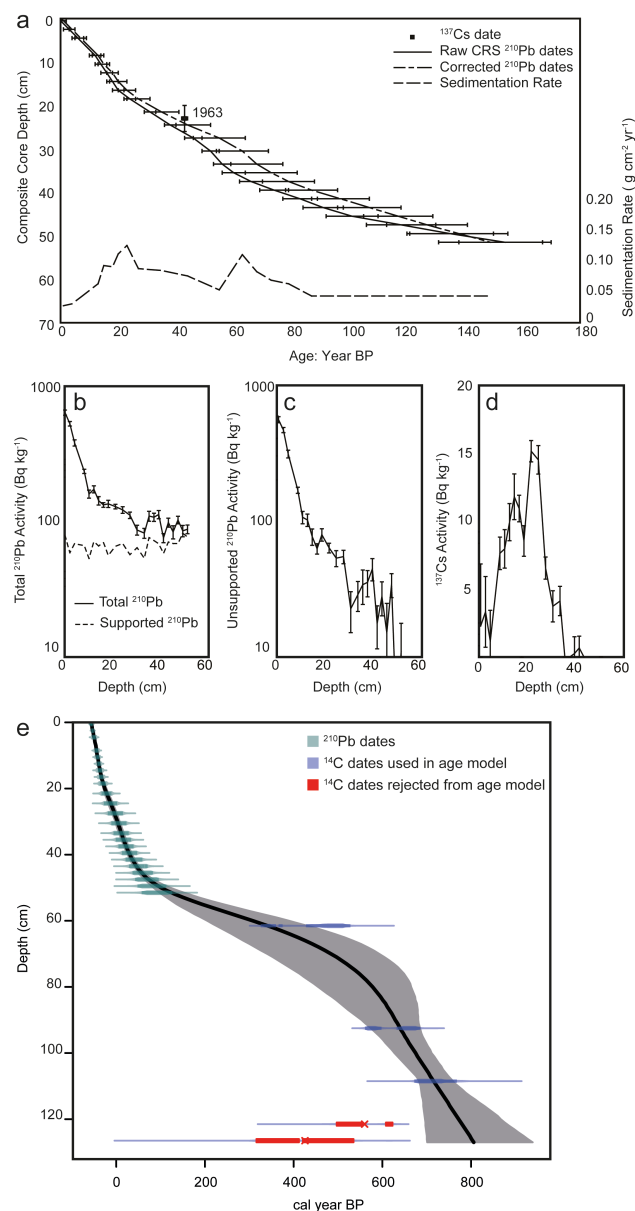 a
¹³⁷Cs date
Raw CRS ²¹⁰Pb dates
Corrected ²¹⁰Pb dates
Sedimentation Rate
1963
Composite Core Depth (cm)
0
10
20
30
40
50
60
70
0.20
0.15
0.10
0.05
0
Sedimentation Rate ( g cm⁻² yr⁻¹)
0 20 40 60 80 100 120 140 160 180
Age: Year BP
b
Total ²¹⁰Pb Activity (Bq kg⁻¹)
1000
100
10
Total ²¹⁰Pb
Supported ²¹⁰Pb
0 20 40 60
Depth (cm)
c
Unsupported ²¹⁰Pb Activity (Bq kg⁻¹)
1000
100
10
0 20 40 60
Depth (cm)
d
¹³⁷Cs Activity (Bq kg⁻¹)
20
15
10
5
0 20 40 60
Depth (cm)
e
²¹⁰Pb dates
¹⁴C dates used in age model
¹⁴C dates rejected from age model
Depth (cm)
0
20
40
60
80
100
120
0 200 400 600 800
cal year BP